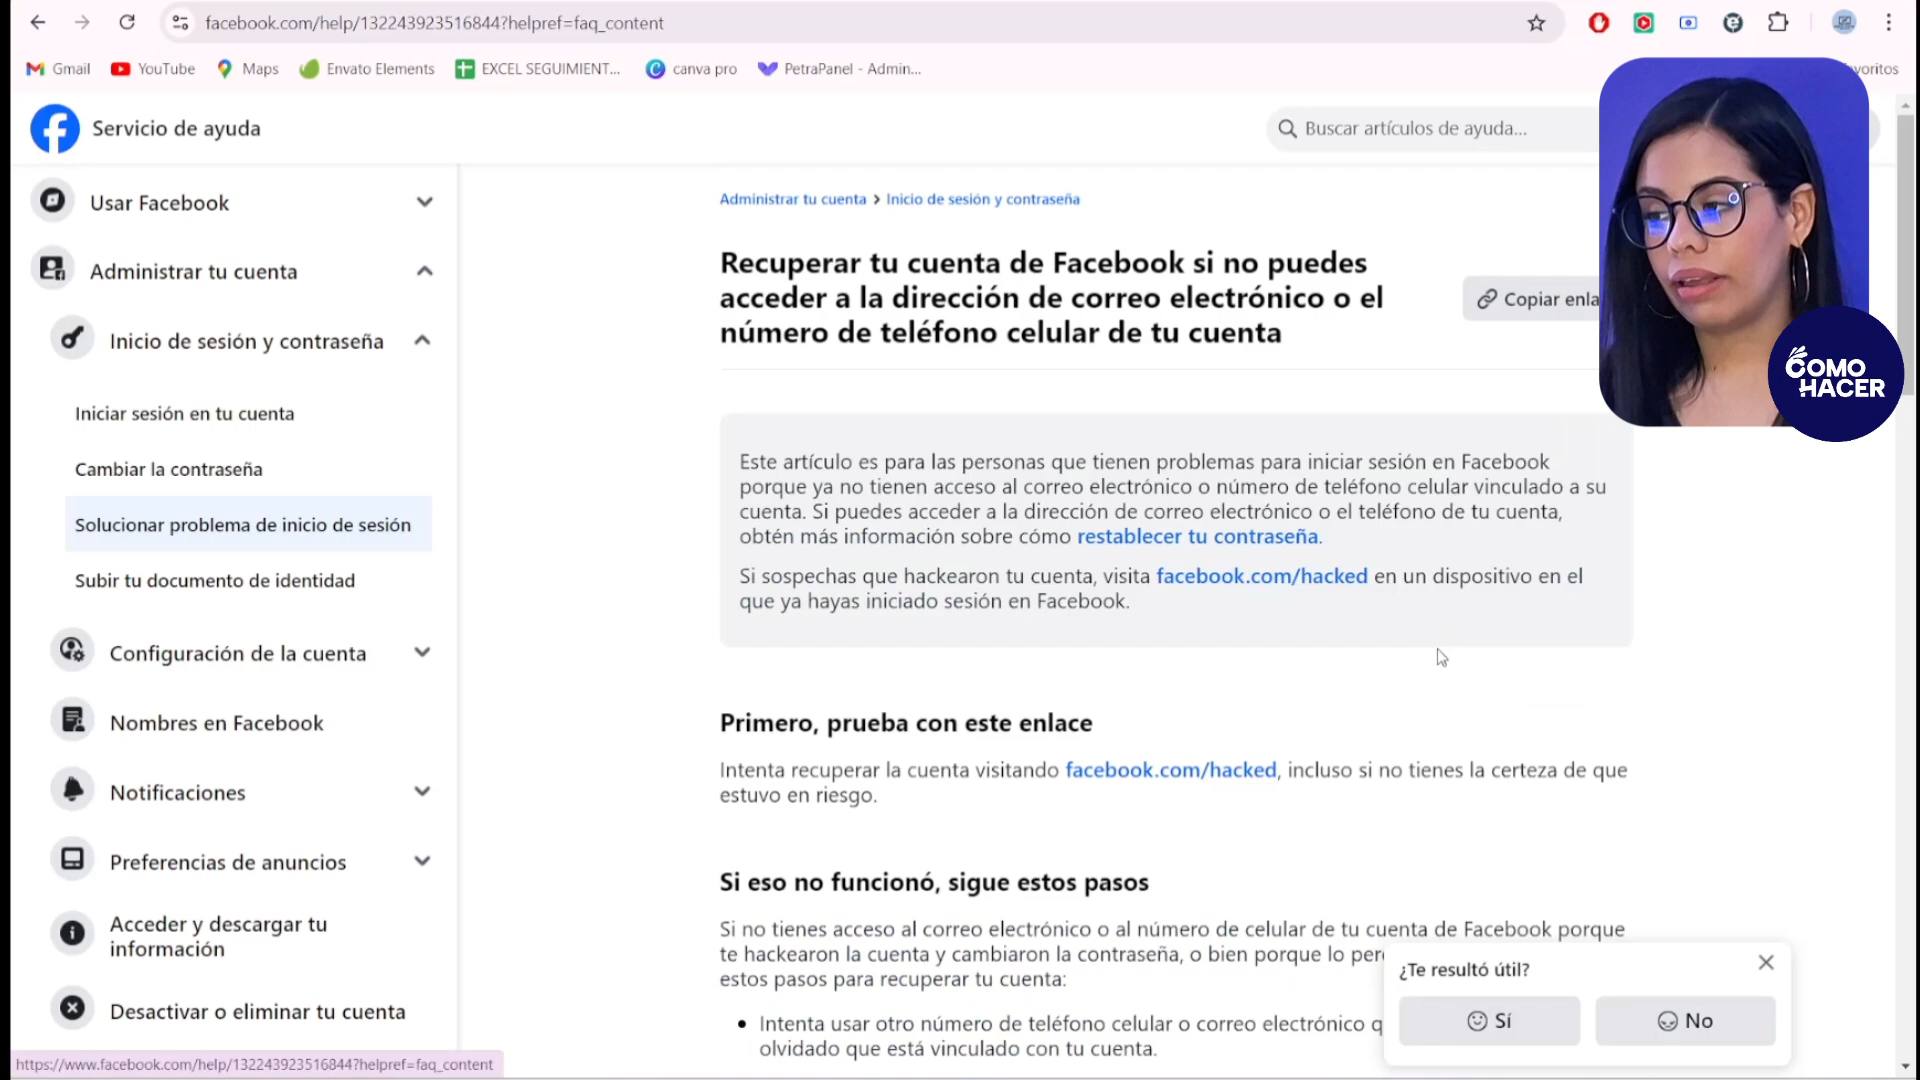 facebook.com/help/132243923516844?helpref=faq_content
Gmail
YouTube
Maps
Envato Elements
EXCEL SEGUIMIENT...
canva pro
PetraPanel - Admin...
Servicio de ayuda
Buscar artículos de ayuda...
Usar Facebook
Administrar tu cuenta
Inicio de sesión y contraseña
Iniciar sesión en tu cuenta
Cambiar la contraseña
Solucionar problema de inicio de sesión
Subir tu documento de identidad
Configuración de la cuenta
Nombres en Facebook
Notificaciones
Preferencias de anuncios
Acceder y descargar tu
información
Desactivar o eliminar tu cuenta
https://www.facebook.com/help/132243923516844?helpref=faq_content
Administrar tu cuenta > Inicio de sesión y contraseña
Recuperar tu cuenta de Facebook si no puedes
acceder a la dirección de correo electrónico o el
número de teléfono celular de tu cuenta
Copiar enla
COMO
HACER
Este artículo es para las personas que tienen problemas para iniciar sesión en Facebook
porque ya no tienen acceso al correo electrónico o número de teléfono celular vinculado a su
cuenta. Si puedes acceder a la dirección de correo electrónico o el teléfono de tu cuenta,
obtén más información sobre cómo restablecer tu contraseña.
Si sospechas que hackearon tu cuenta, visita facebook.com/hacked en un dispositivo en el
que ya hayas iniciado sesión en Facebook.
Primero, prueba con este enlace
Intenta recuperar la cuenta visitando facebook.com/hacked, incluso si no tienes la certeza de que
estuvo en riesgo.
Si eso no funcionó, sigue estos pasos
Si no tienes acceso al correo electrónico o al número de celular de tu cuenta de Facebook porque
te hackearon la cuenta y cambiaron la contraseña, o bien porque lo per
estos pasos para recuperar tu cuenta:
• Intenta usar otro número de teléfono celular o correo electrónico q
olvidado que está vinculado con tu cuenta.
¿Te resultó útil?
Sí
No